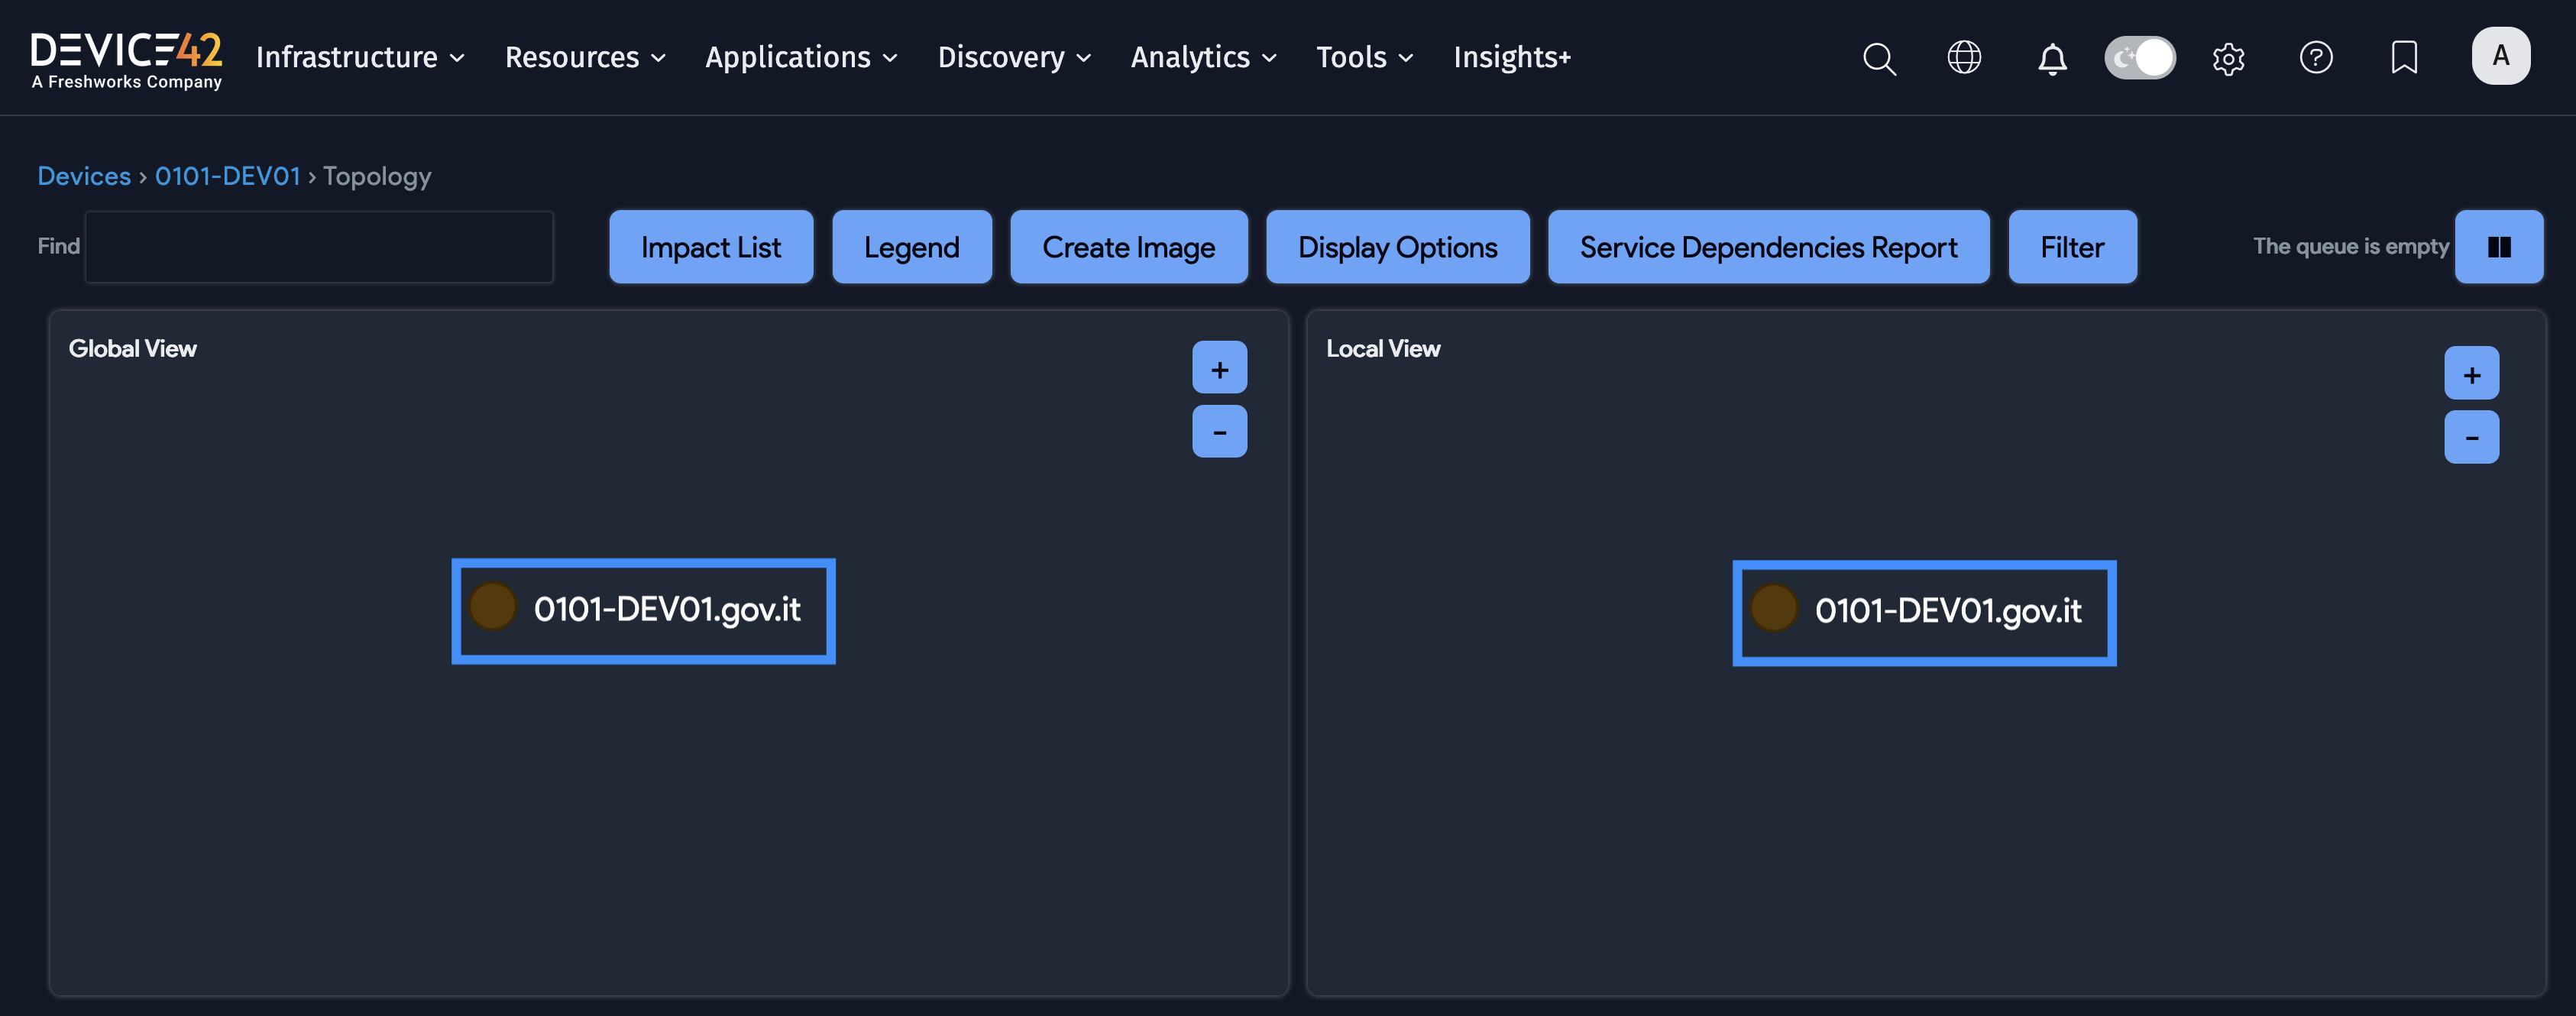 DEVICE42
A Freshworks Company
Infrastructure Resources Applications Discovery Analytics Tools Insights+
A
Devices › 0101-DEV01 › Topology
Find
Impact List Legend Create Image Display Options Service Dependencies Report Filter
The queue is empty
Global View
+
-
0101-DEV01.gov.it
Local View
+
-
0101-DEV01.gov.it